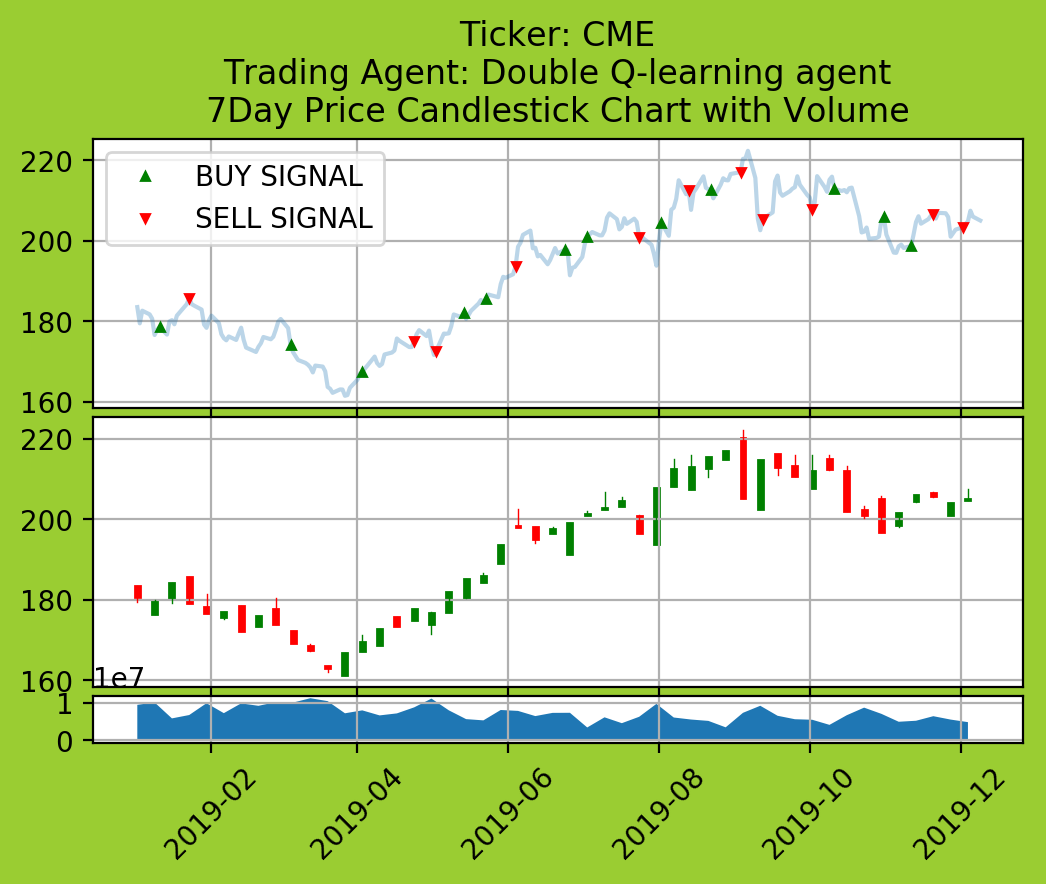 Ticker: CME
Trading Agent: Double Q-learning agent
7Day Price Candlestick Chart with Volume
220
200
180
160
BUY SIGNAL
SELL SIGNAL
220
200
180
160
1e7
1
0
2019-02
2019-04
2019-06
2019-08
2019-10
2019-12